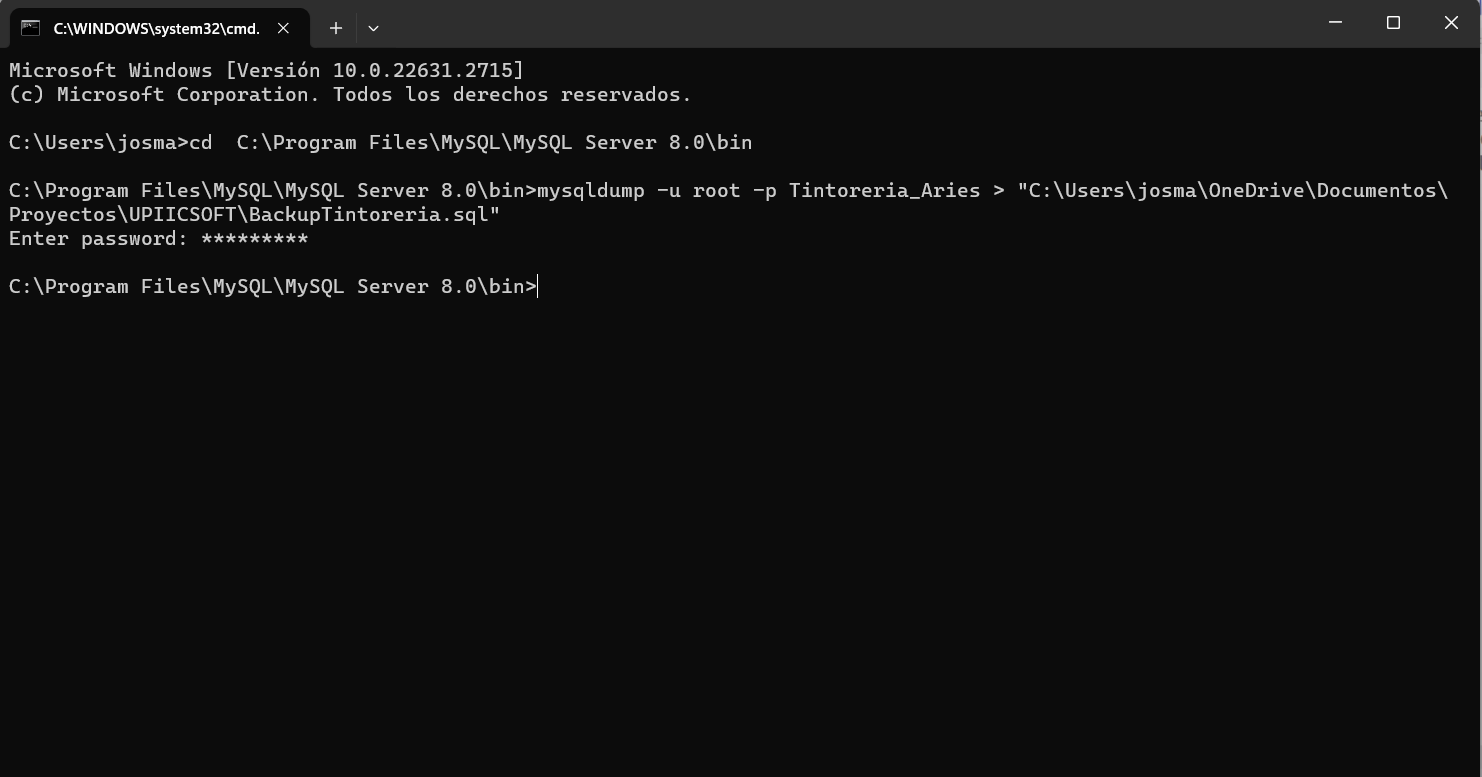 C:\WINDOWS\system32\cmd.
Microsoft Windows [Versión 10.0.22631.2715]
(c) Microsoft Corporation. Todos los derechos reservados.
C:\Users\josma>cd  C:\Program Files\MySQL\MySQL Server 8.0\bin
C:\Program Files\MySQL\MySQL Server 8.0\bin>mysqldump -u root -p Tintoreria_Aries > "C:\Users\josma\OneDrive\Documentos\
Proyectos\UPIICSOFT\BackupTintoreria.sql"
Enter password: *********
C:\Program Files\MySQL\MySQL Server 8.0\bin>